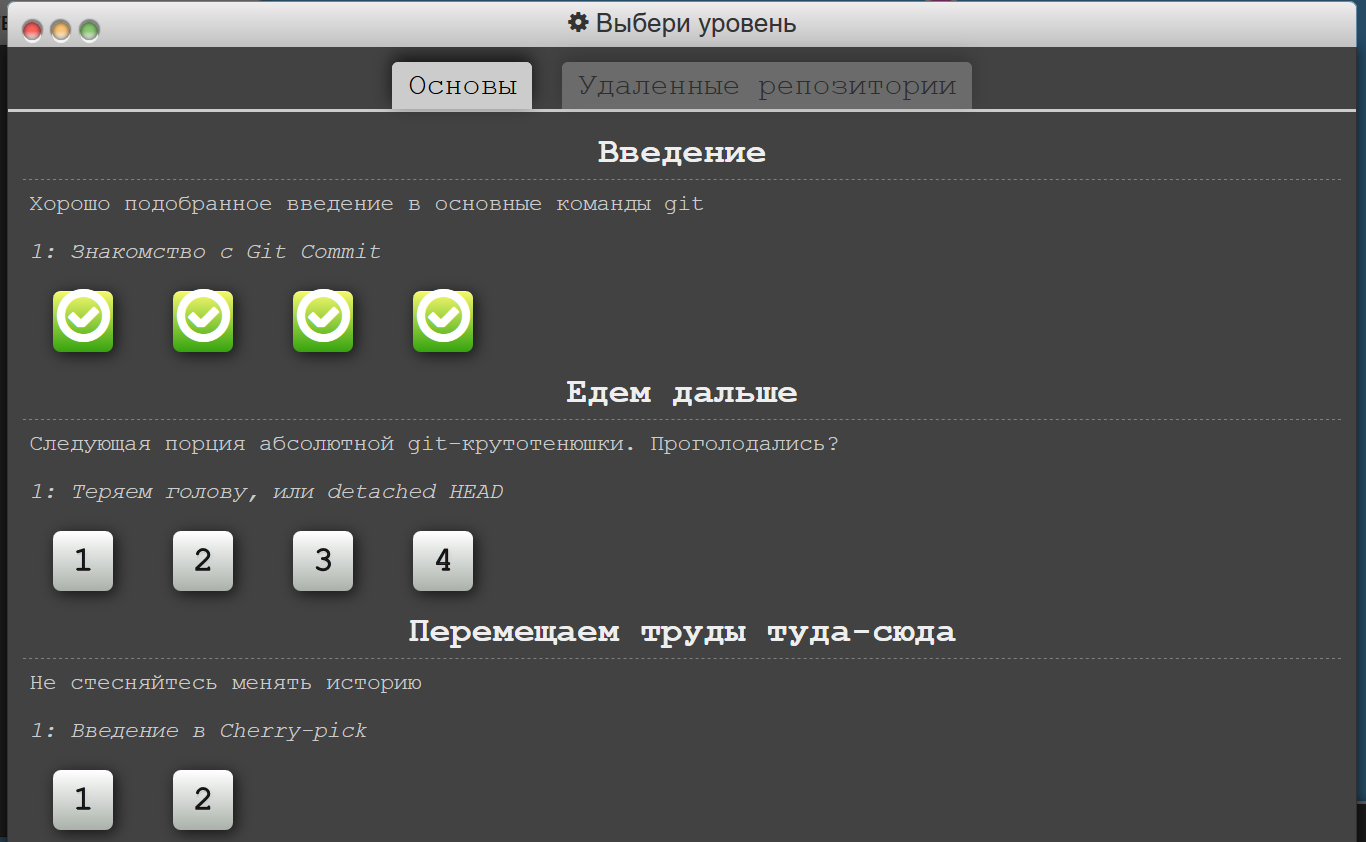 Выбери уровень
Основы
Удаленные репозитории
Введение
Хорошо подобранное введение в основные команды git
1: Знакомство с Git Commit
Едем дальше
Следующая порция абсолютной git-крутотенюшки. Проголодались?
1: Теряем голову, или detached HEAD
1 2 3 4
Перемещаем труды туда-сюда
Не стесняйтесь менять историю
1: Введение в Cherry-pick
1 2